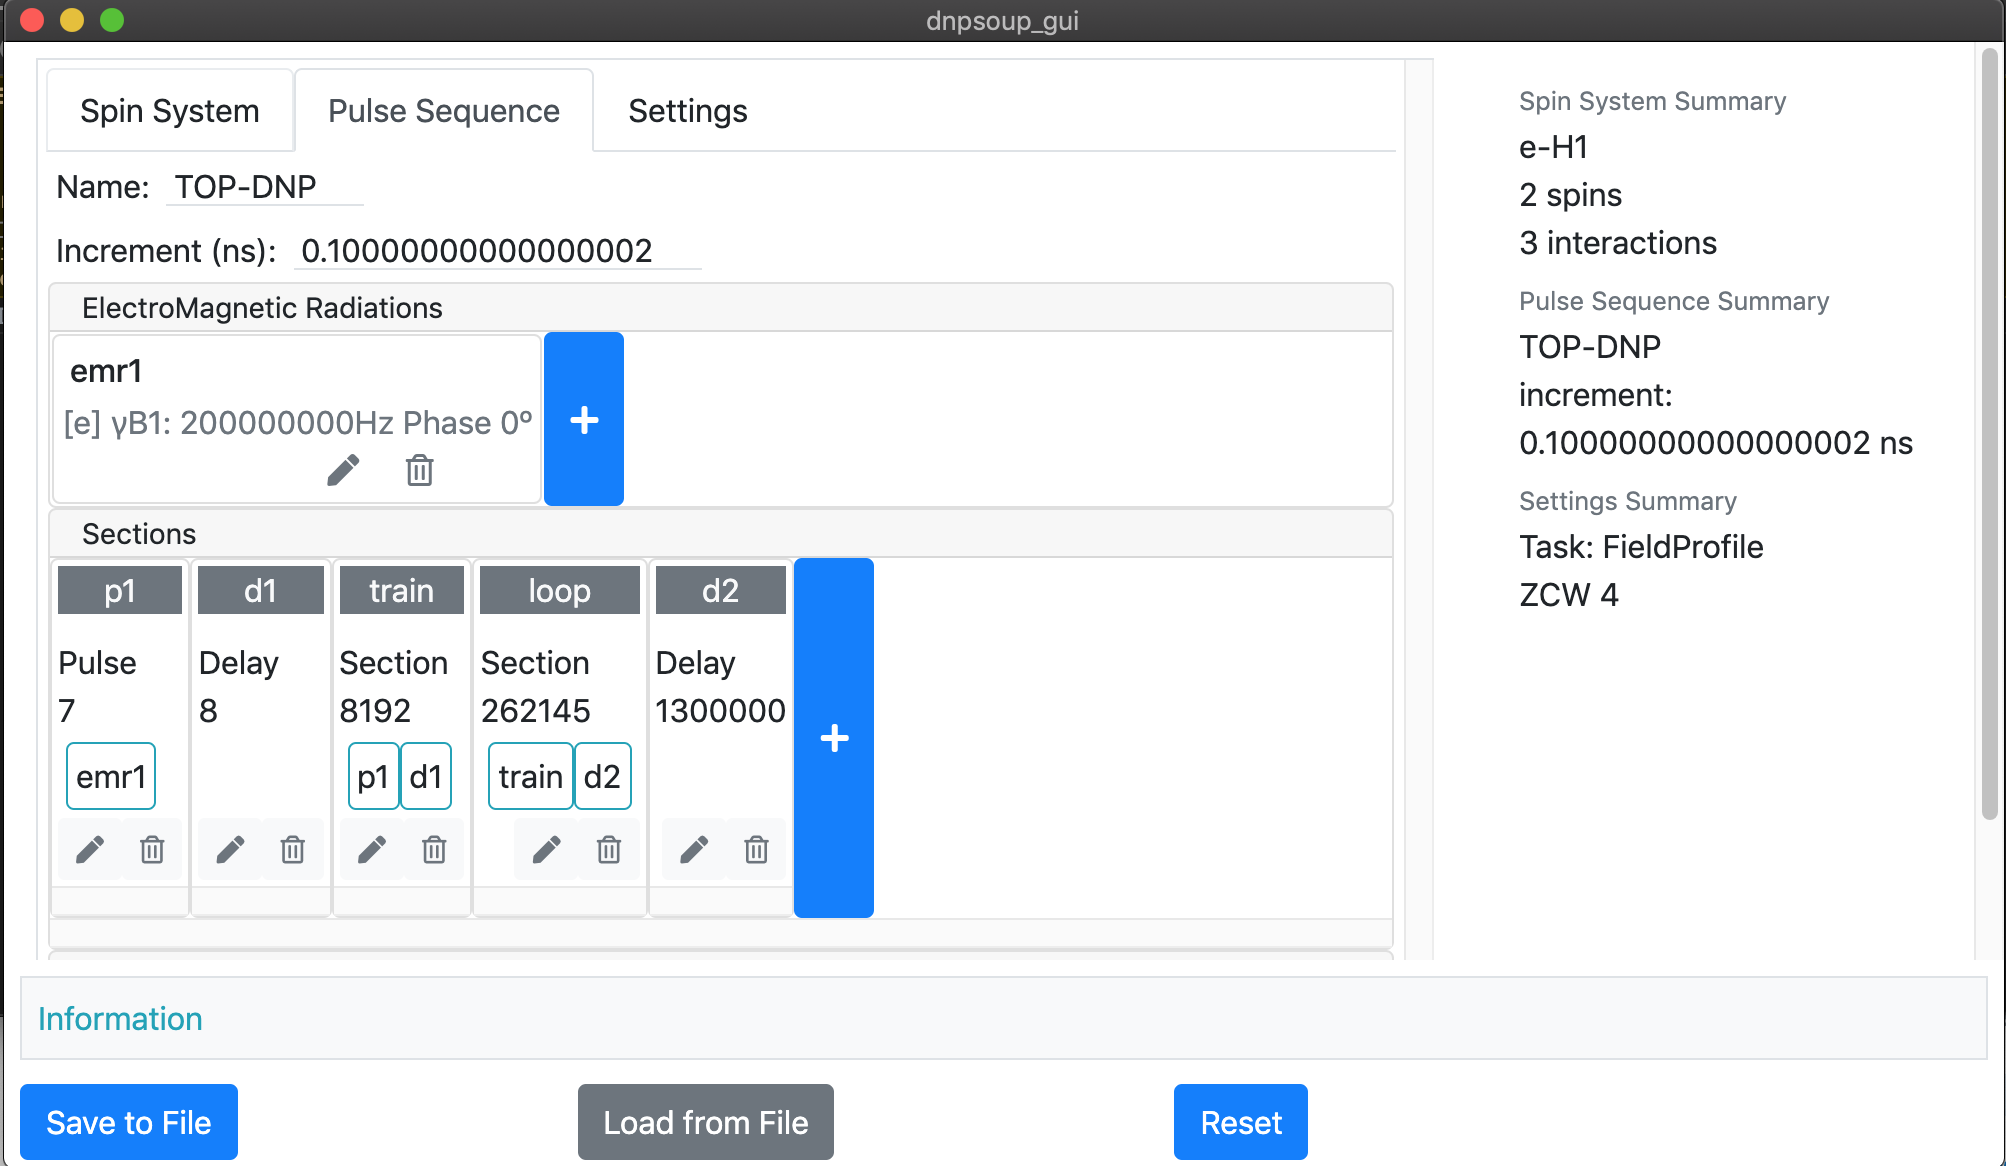 dnpsoup_gui
Spin System
Pulse Sequence
Settings
Name: TOP-DNP
Increment (ns): 0.10000000000000002
ElectroMagnetic Radiations
emr1
[e] γB1: 200000000Hz Phase 0º
+
Sections
p1
Pulse
7
emr1
d1
Delay
8
train
Section
8192
p1 d1
loop
Section
262145
train d2
d2
Delay
1300000
+
Spin System Summary
e-H1
2 spins
3 interactions
Pulse Sequence Summary
TOP-DNP
increment:
0.10000000000000002 ns
Settings Summary
Task: FieldProfile
ZCW 4
Information
Save to File
Load from File
Reset